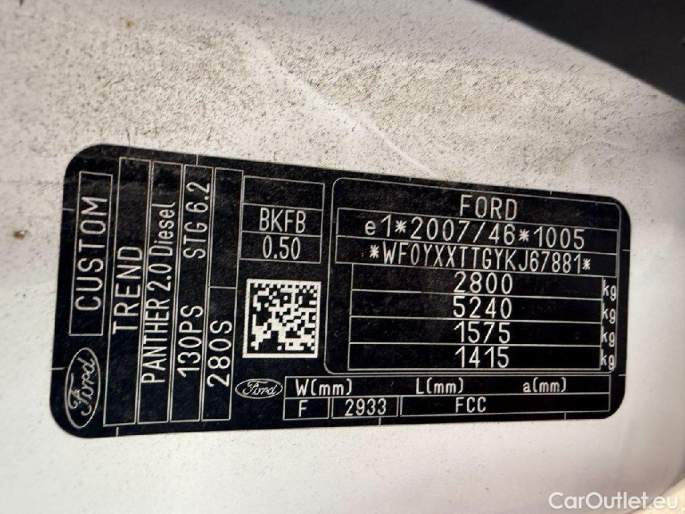 Ford
CUSTOM
TREND
PANTHER 2.0 Diesel
130PS STG 6.2
280S
BKFB
0.50
FORD
e1*2007/46*1005
*WF0YXXTTGYKJ67881*
2800 kg
5240 kg
1575 kg
1415 kg
Ford
W(mm) L(mm) a(mm)
F 2933 FCC
CarOutlet.eu